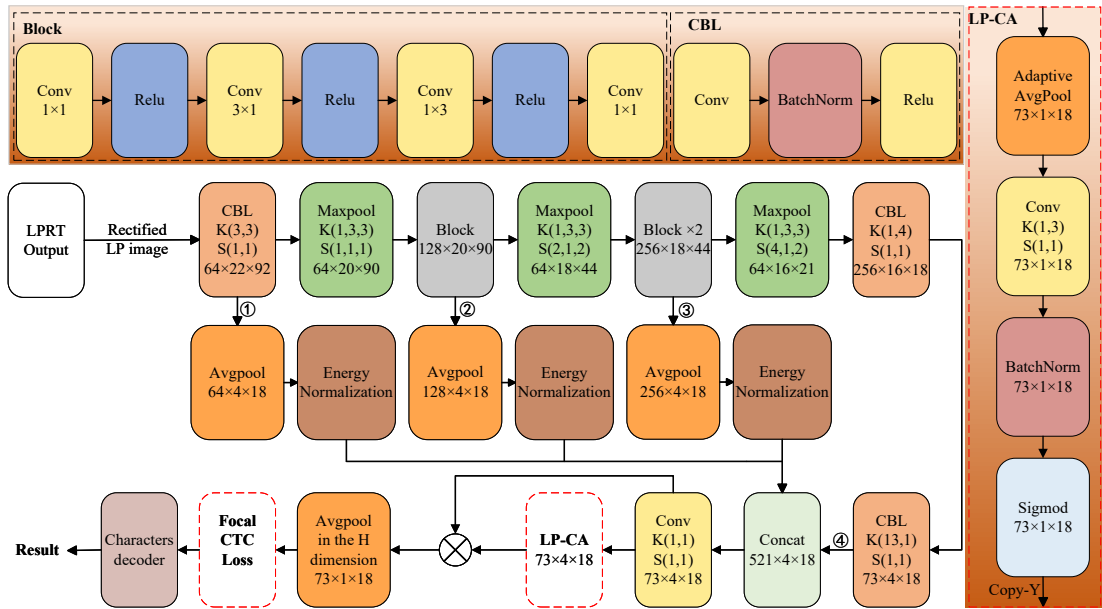 Block
CBL
LP-CA
Conv
1×1
Relu
Conv
3×1
Relu
Conv
1×3
Relu
Conv
1×1
Conv
BatchNorm
Relu
Adaptive
AvgPool
73×1×18
Conv
K(1,3)
S(1,1)
73×1×18
BatchNorm
73×1×18
Sigmod
73×1×18
Copy-Y
LPRT
Output
Rectified
LP image
CBL
K(3,3)
S(1,1)
64×22×92
Maxpool
K(1,3,3)
S(1,1,1)
64×20×90
Block
128×20×90
Maxpool
K(1,3,3)
S(2,1,2)
64×18×44
Block ×2
256×18×44
Maxpool
K(1,3,3)
S(4,1,2)
64×16×21
CBL
K(1,4)
S(1,1)
256×16×18
①
②
③
Avgpool
64×4×18
Energy
Normalization
Avgpool
128×4×18
Energy
Normalization
Avgpool
256×4×18
Energy
Normalization
Result
Characters
decoder
Focal
CTC
Loss
Avgpool
in the H
dimension
73×1×18
LP-CA
73×4×18
Conv
K(1,1)
S(1,1)
73×4×18
Concat
521×4×18
④
CBL
K(13,1)
S(1,1)
73×4×18